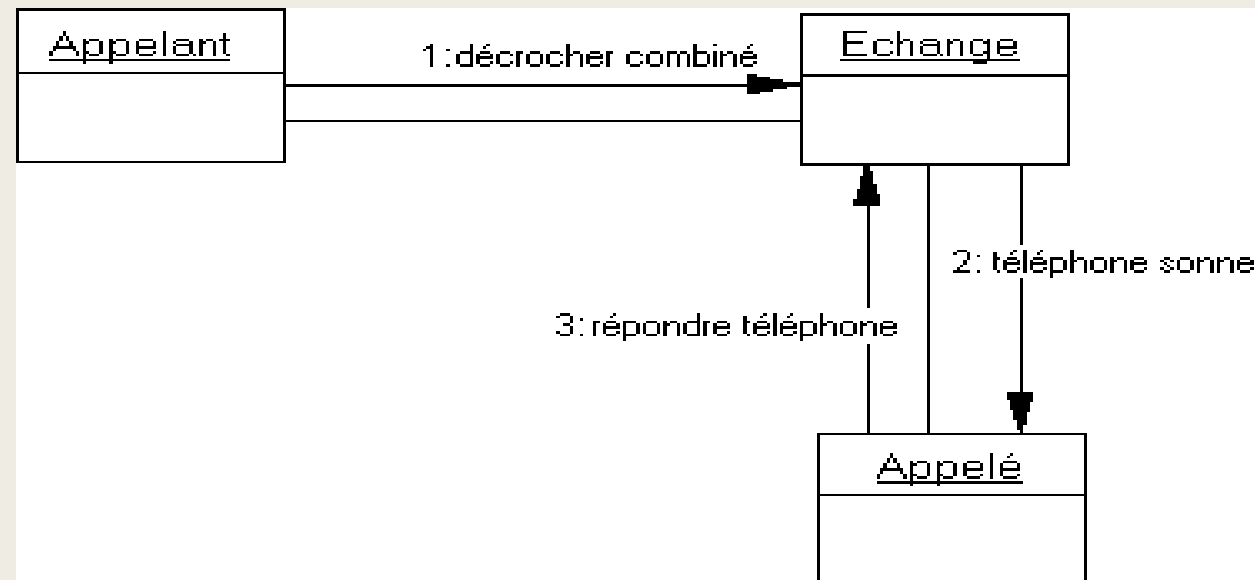 Appelant
1:décrocher combiné
Echange
2: téléphone sonne
3:répondre téléphone
Appelé